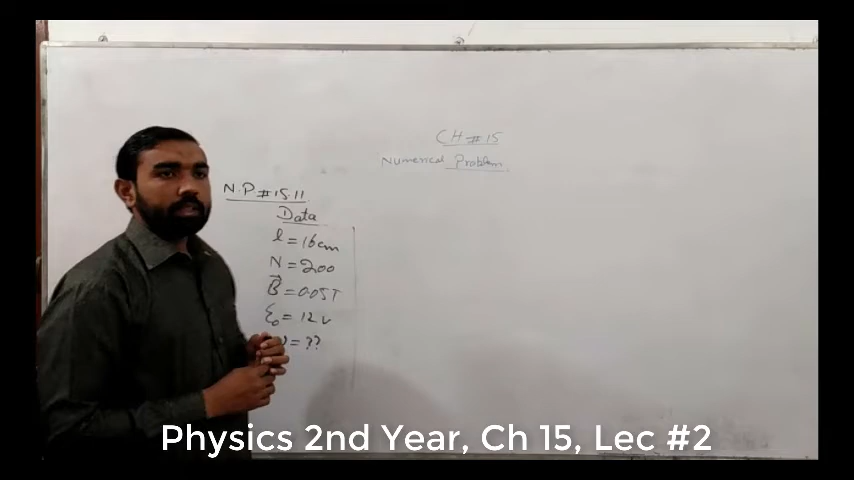 CH # 15
Numerical Problem
N.P # 15.11
Data
l = 16cm
N = 200
B⃗ = 0.05T
ε₀ = 12 v
= ??
Physics 2nd Year, Ch 15, Lec #2